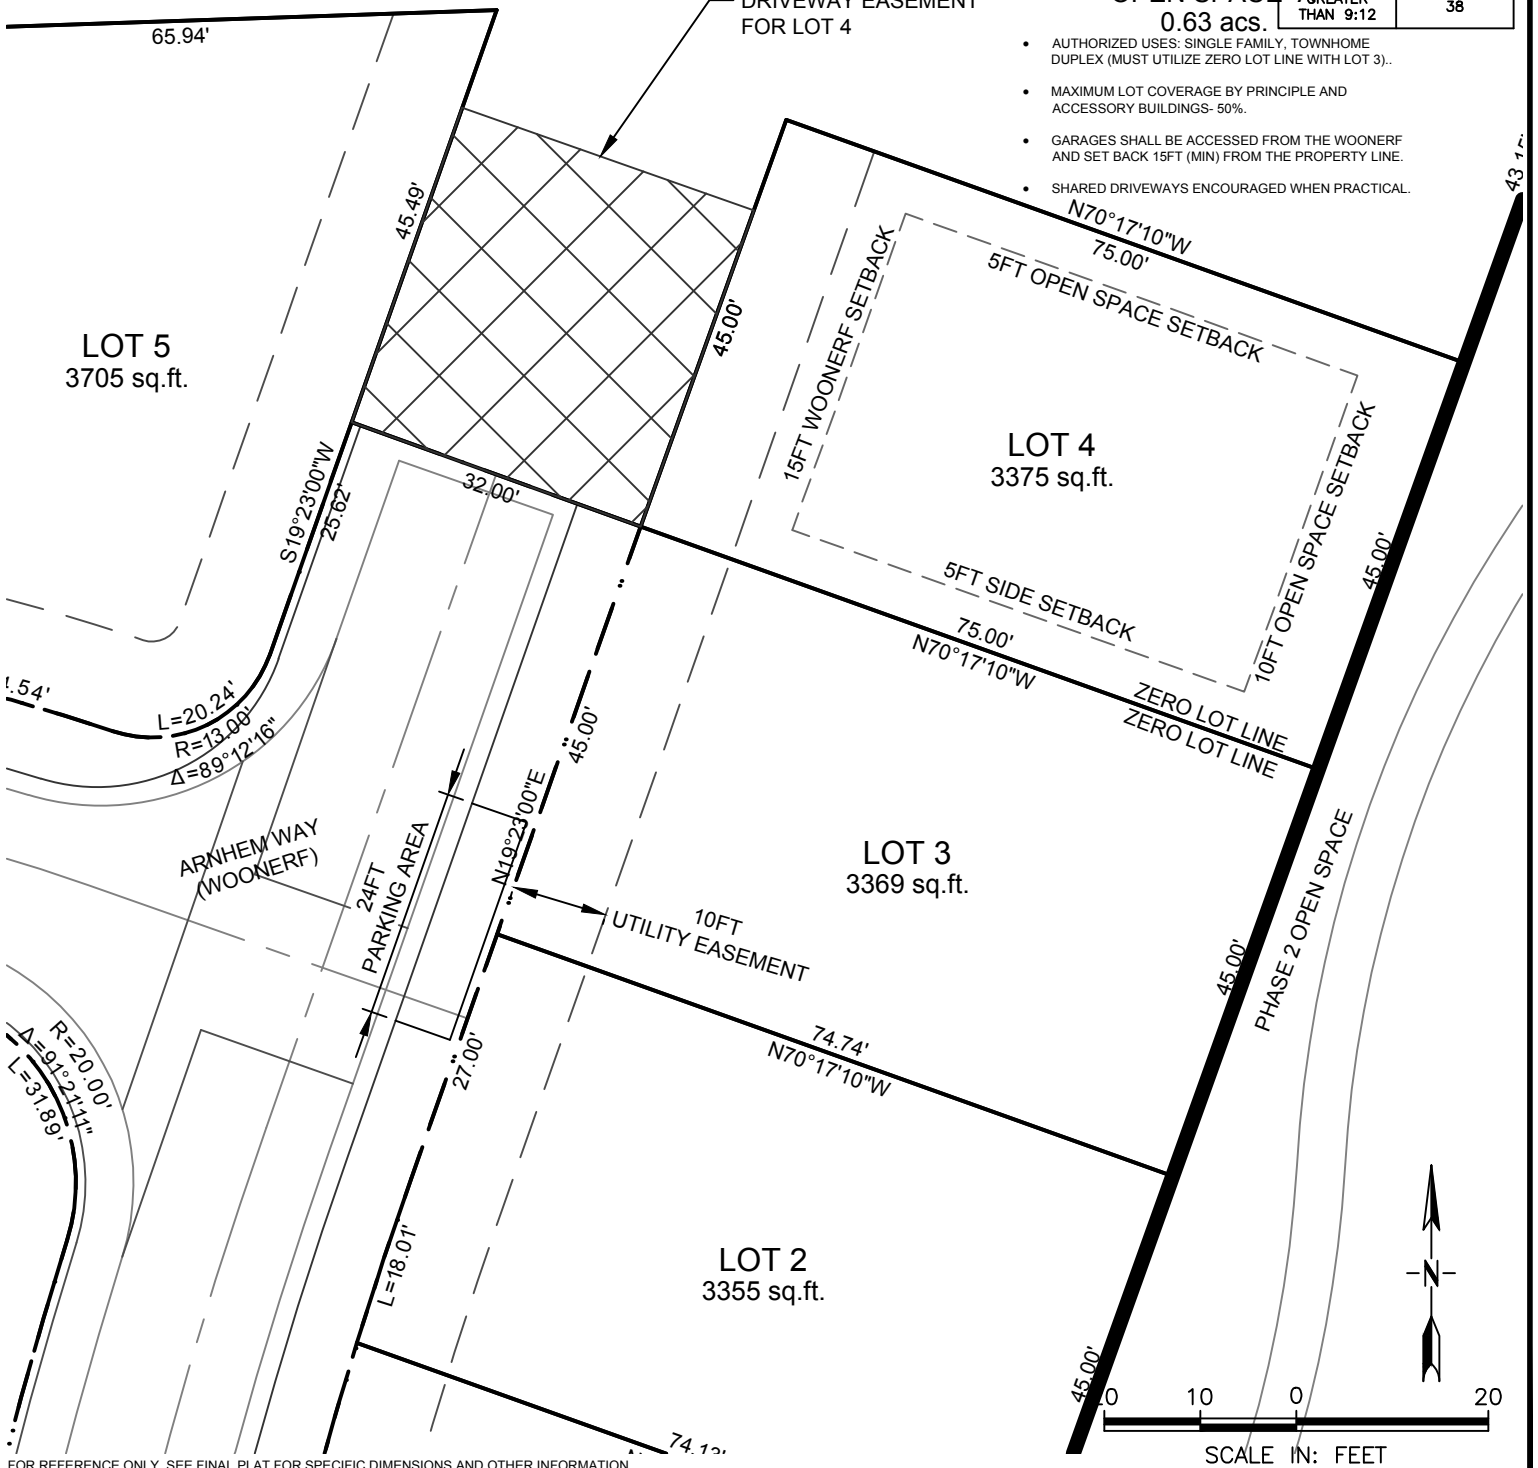 DRIVEWAY EASEMENT
FOR LOT 4
OPEN SPACE
0.63 acs.
GREATER
THAN 9:12
38
• AUTHORIZED USES: SINGLE FAMILY, TOWNHOME
DUPLEX (MUST UTILIZE ZERO LOT LINE WITH LOT 3)..
• MAXIMUM LOT COVERAGE BY PRINCIPLE AND
ACCESSORY BUILDINGS- 50%.
• GARAGES SHALL BE ACCESSED FROM THE WOONERF
AND SET BACK 15FT (MIN) FROM THE PROPERTY LINE.
• SHARED DRIVEWAYS ENCOURAGED WHEN PRACTICAL.
65.94'
45.49'
LOT 5
3705 sq.ft.
45.00'
N70°17'10"W
75.00'
5FT OPEN SPACE SETBACK
15FT WOONERF SETBACK
LOT 4
3375 sq.ft.
10FT OPEN SPACE SETBACK
45.00'
5FT SIDE SETBACK
75.00'
N70°17'10"W
ZERO LOT LINE
ZERO LOT LINE
32.00'
S19°23'00"W
25.62'
L=20.24'
R=13.00'
Δ=89°12'16"
45.00'
N19°23'00"E
ARNHEM WAY
(WOONERF)
24FT
PARKING AREA
10FT
UTILITY EASEMENT
LOT 3
3369 sq.ft.
45.00'
PHASE 2 OPEN SPACE
74.74'
N70°17'10"W
27.00'
R=20.00'
Δ=91°21'11"
L=31.89'
L=18.01'
LOT 2
3355 sq.ft.
45.00'
74.13'
-N-
10
0
20
SCALE IN: FEET
FOR REFERENCE ONLY. SEE FINAL PLAT FOR SPECIFIC DIMENSIONS AND OTHER INFORMATION